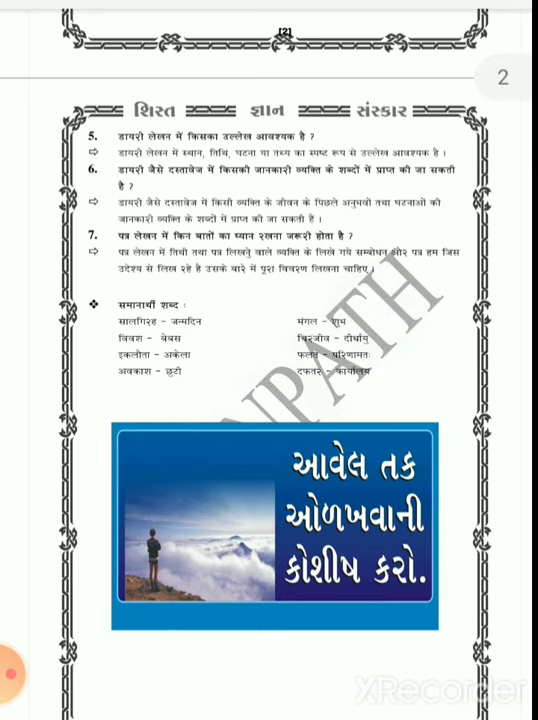 [2]
2
શિસ્ત જ્ઞાન સંસ્કાર
5. डायरी लेखन में किसका उल्लेख आवश्यक है ?
⇨ डायरी लेखन में स्थान, तिथि, घटना या तथ्य का स्पष्ट रूप से उल्लेख आवश्यक है ।
6. डायरी जैसे दस्तावेज में किसकी जानकारी व्यक्ति के शब्दों में प्राप्त की जा सकती
है ?
⇨ डायरी जैसे दस्तावेज में किसी व्यक्ति के जीवन के पिछले अनुभवों तथा घटनाओं की
जानकारी व्यक्ति के शब्दों में प्राप्त की जा सकती हैं ।
7. पत्र लेखन में किन बातों का ध्यान रखना जरूरी होता है ?
⇨ पत्र लेखन में तिथी तथा पत्र लिखने वाले व्यक्ति के लिखे गये सम्बोधन और पत्र हम जिस
उदेश्य से लिख रहे है उसके बारे में पूरा विवरण लिखना चाहिए ।
❖ समानार्थी शब्द :
सालगिरह - जन्मदिन मंगल - शुभ
विवश - बेबस चिरंजीव - दीर्घायु
इकलौता - अकेला फलतः - परिणामतः
अवकाश - छुटी दफतर - कार्यालय
NPATH
આવેલ તક
ઓળખવાની
કોશીષ કરો.
XRecorder